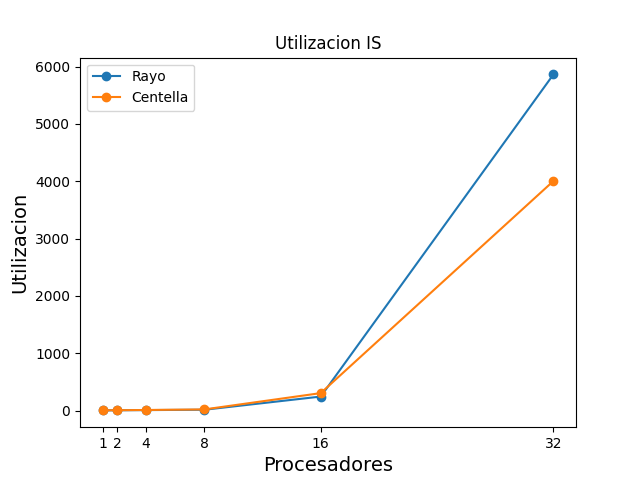 Utilizacion IS
Rayo
Centella
Utilizacion
6000
5000
4000
3000
2000
1000
0
1 2 4 8 16 32
Procesadores